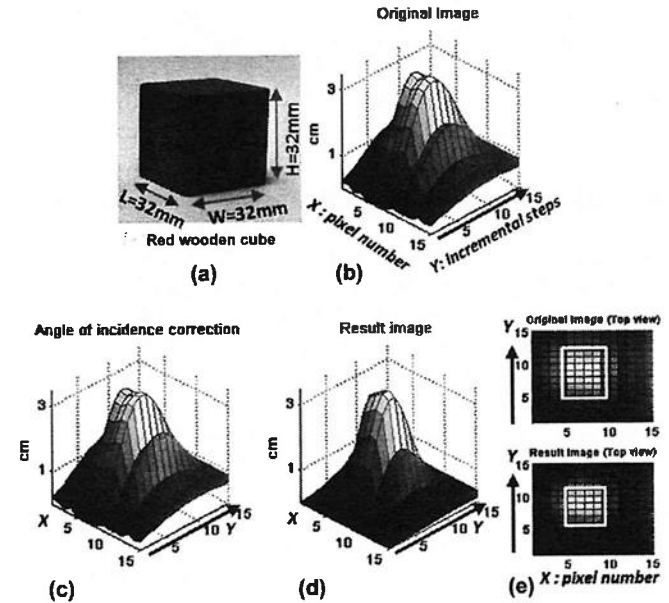 Original Image
3
cm
1
5
10
15
X : pixel number
5
10
15
Y: Incremental steps
H=32mm
L=32mm
W=32mm
Red wooden cube
(a)
(b)
Angle of incidence correction
3
cm
1
X
5
10
15
5
10
15
Y
(c)
Result image
3
cm
1
X
5
10
15
5
10
15
Y
(d)
Original Image (Top view)
Y
15
10
5
5
10
15
Result Image (Top view)
Y
15
10
5
5
10
15
X : pixel number
(e)